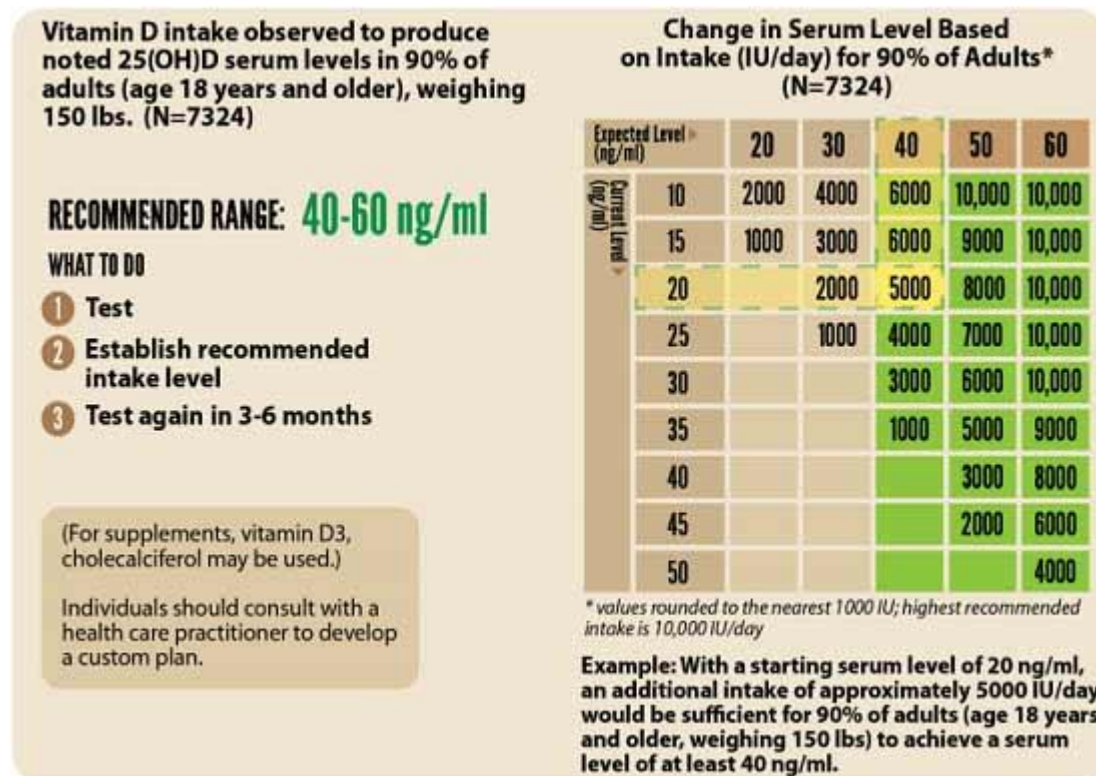 Vitamin D intake observed to produce
noted 25(OH)D serum levels in 90% of
adults (age 18 years and older), weighing
150 lbs. (N=7324)
RECOMMENDED RANGE: 40-60 ng/ml
WHAT TO DO
1 Test
2 Establish recommended
intake level
3 Test again in 3-6 months
(For supplements, vitamin D3,
cholecalciferol may be used.)
Individuals should consult with a
health care practitioner to develop
a custom plan.
Change in Serum Level Based
on Intake (IU/day) for 90% of Adults*
(N=7324)
Expected Level
(ng/ml)
20 30 40 50 60
Current Level
(ng/ml)
10 2000 4000 6000 10,000 10,000
15 1000 3000 6000 9000 10,000
20 2000 5000 8000 10,000
25 1000 4000 7000 10,000
30 3000 6000 10,000
35 1000 5000 9000
40 3000 8000
45 2000 6000
50 4000
* values rounded to the nearest 1000 IU; highest recommended
intake is 10,000 IU/day
Example: With a starting serum level of 20 ng/ml,
an additional intake of approximately 5000 IU/day
would be sufficient for 90% of adults (age 18 years
and older, weighing 150 lbs) to achieve a serum
level of at least 40 ng/ml.